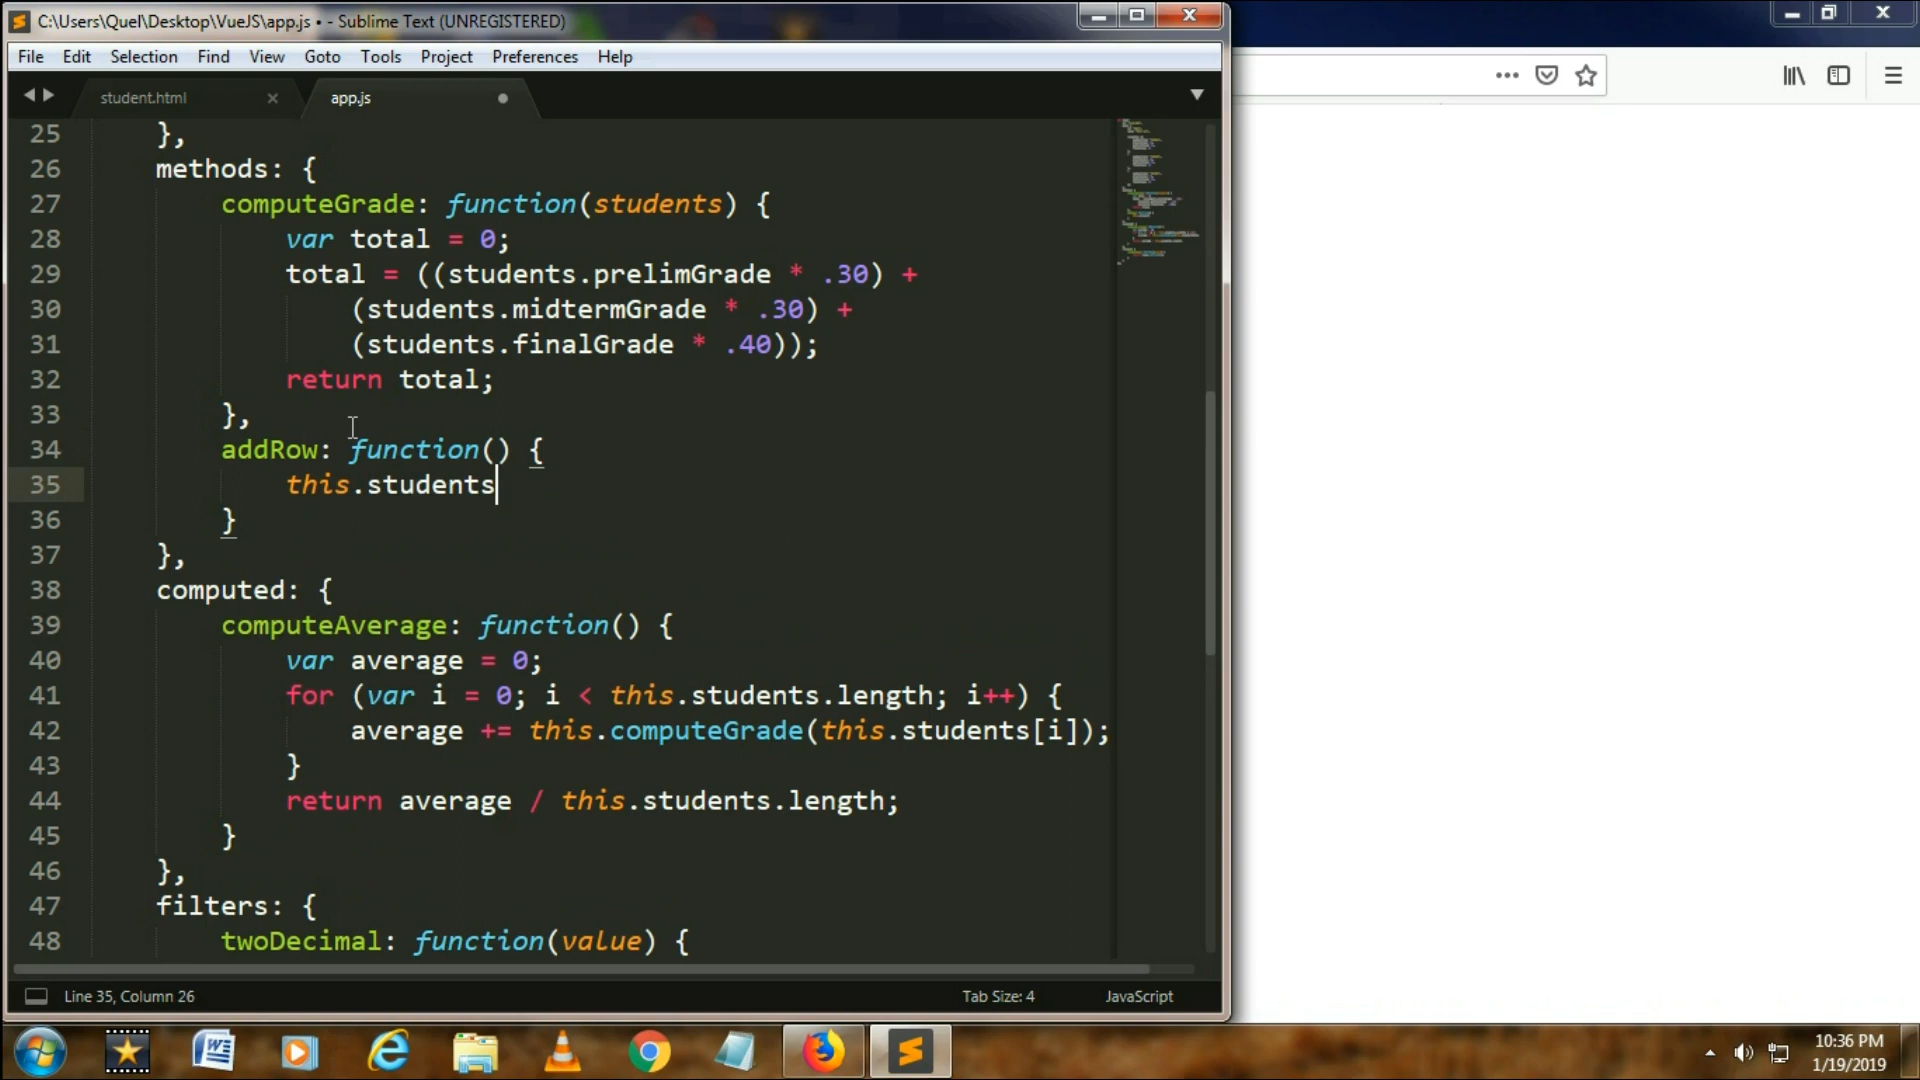 C:\Users\Quel\Desktop\VueJS\app.js • - Sublime Text (UNREGISTERED)
File Edit Selection Find View Goto Tools Project Preferences Help
student.html app.js
25 },
26 methods: {
27 computeGrade: function(students) {
28 var total = 0;
29 total = ((students.prelimGrade * .30) +
30 (students.midtermGrade * .30) +
31 (students.finalGrade * .40));
32 return total;
33 },
34 addRow: function() {
35 this.students
36 }
37 },
38 computed: {
39 computeAverage: function() {
40 var average = 0;
41 for (var i = 0; i < this.students.length; i++) {
42 average += this.computeGrade(this.students[i]);
43 }
44 return average / this.students.length;
45 }
46 },
47 filters: {
48 twoDecimal: function(value) {
Line 35, Column 26 Tab Size: 4 JavaScript
10:36 PM
1/19/2019